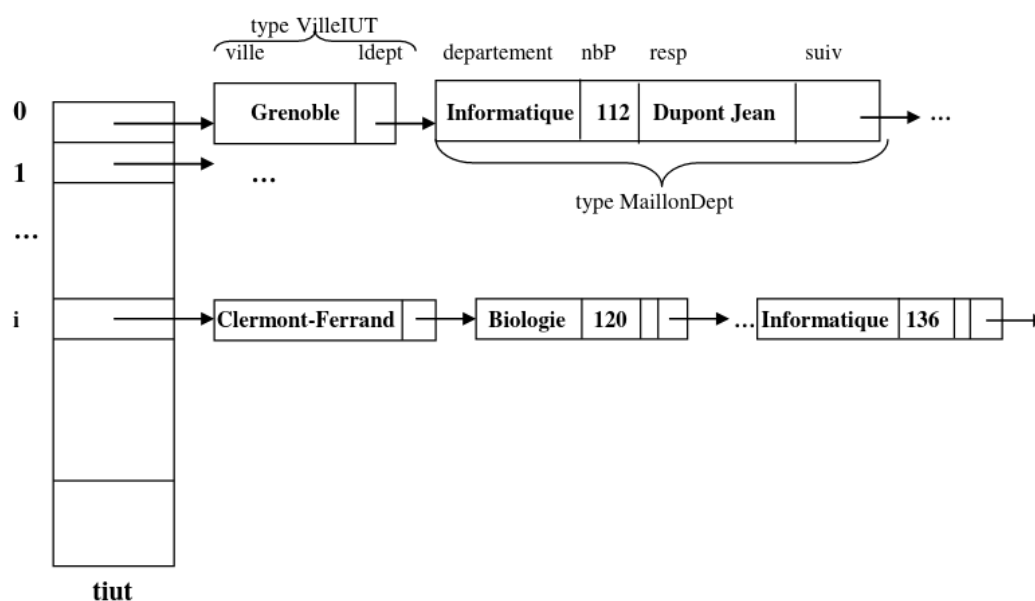 type VilleIUT
ville ldept departement nbP resp suiv
0 Grenoble Informatique 112 Dupont Jean ...
1 ...
type MaillonDept
...
i Clermont-Ferrand Biologie 120 ... Informatique 136
tiut